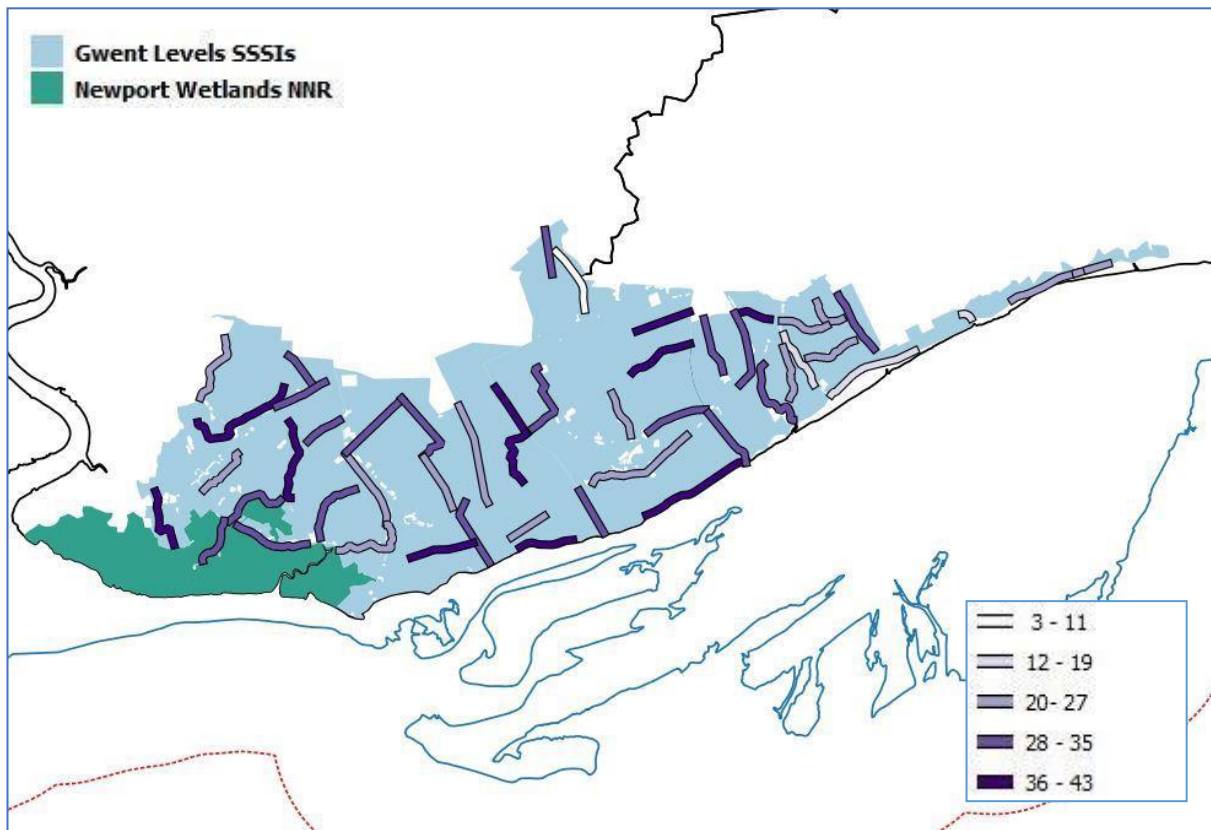 Gwent Levels SSSIs
Newport Wetlands NNR
3 - 11
12 - 19
20- 27
28 - 35
36 - 43